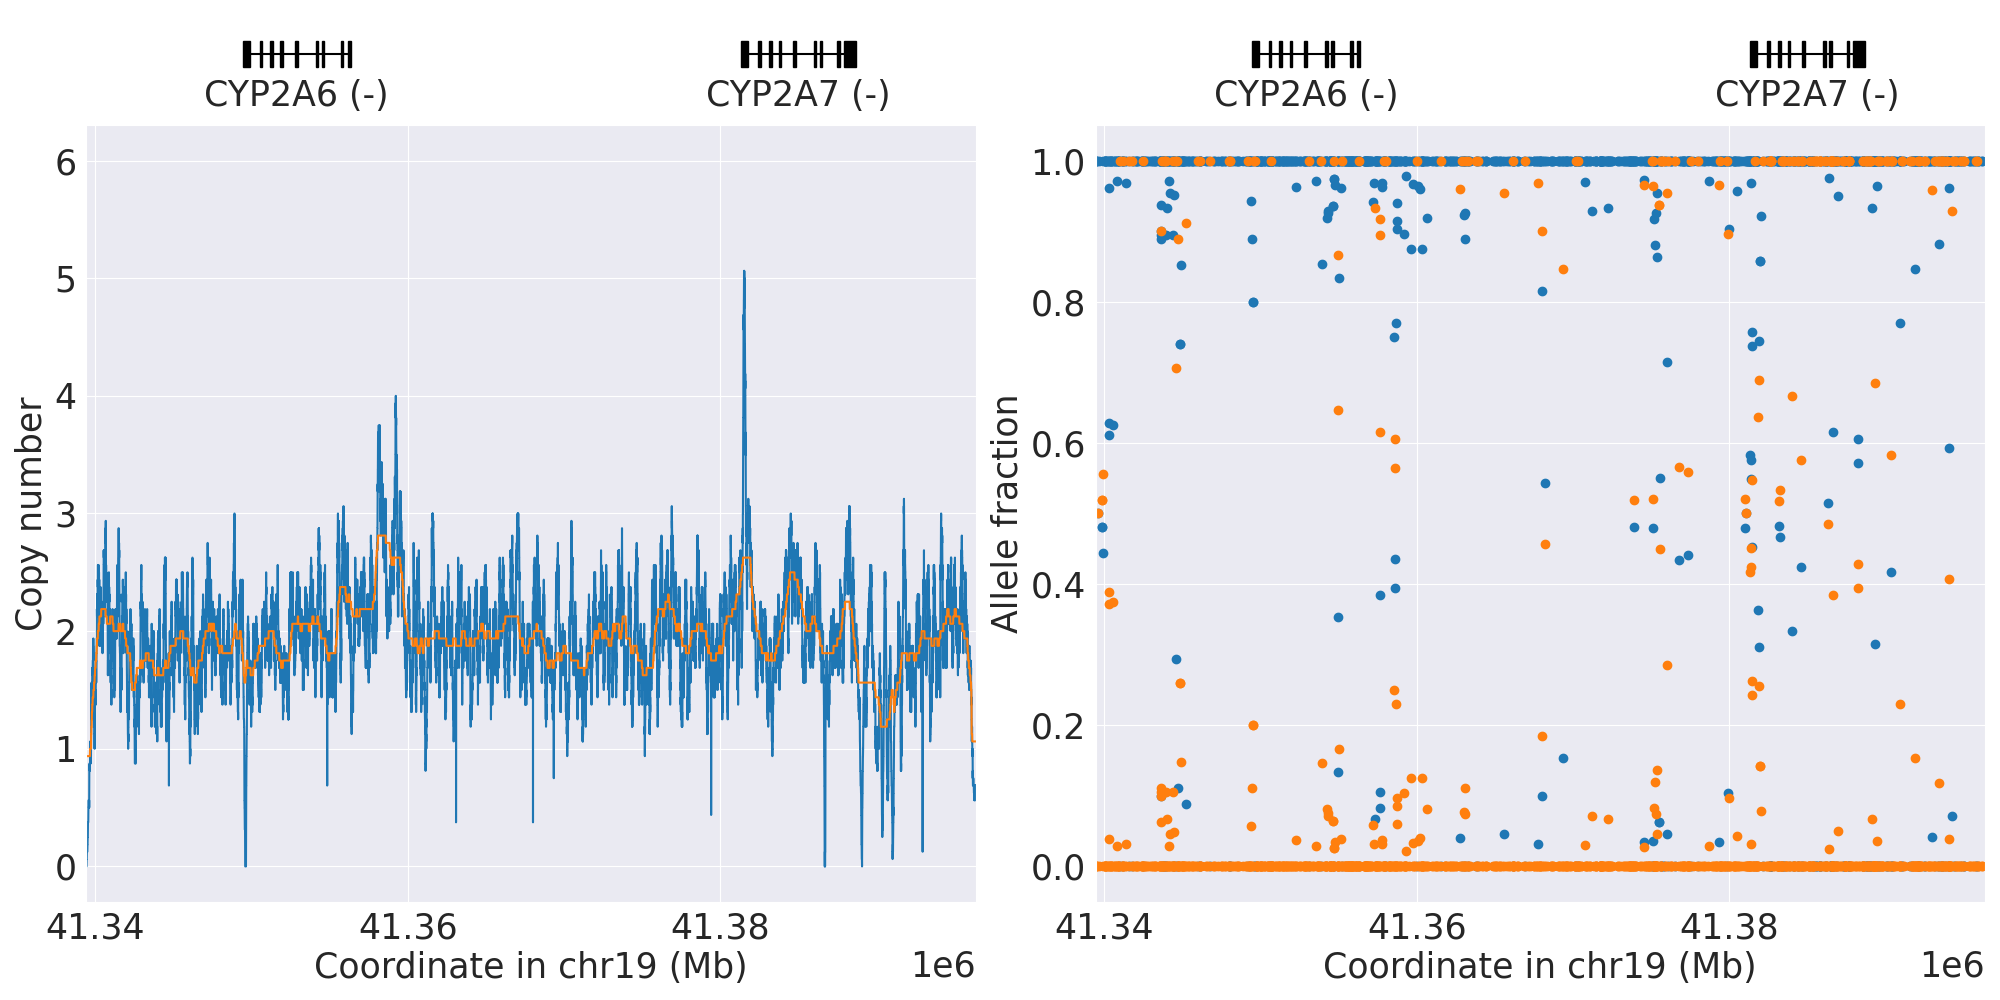 CYP2A6 (-)
CYP2A7 (-)
6
5
4
3
2
1
0
Copy number
41.34
41.36
41.38
Coordinate in chr19 (Mb)
1e6
CYP2A6 (-)
CYP2A7 (-)
1.0
0.8
0.6
0.4
0.2
0.0
Allele fraction
41.34
41.36
41.38
Coordinate in chr19 (Mb)
1e6